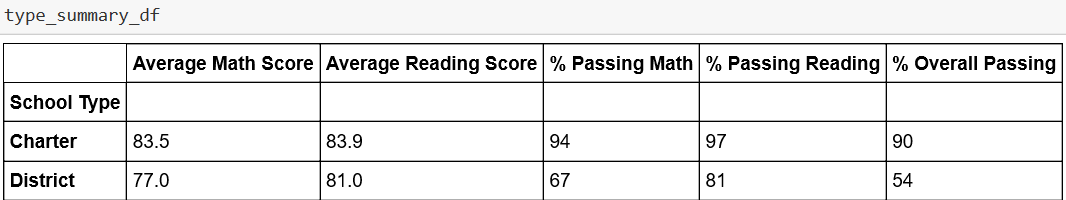 type_summary_df
Average Math Score Average Reading Score % Passing Math % Passing Reading % Overall Passing
School Type
Charter 83.5 83.9 94 97 90
District 77.0 81.0 67 81 54